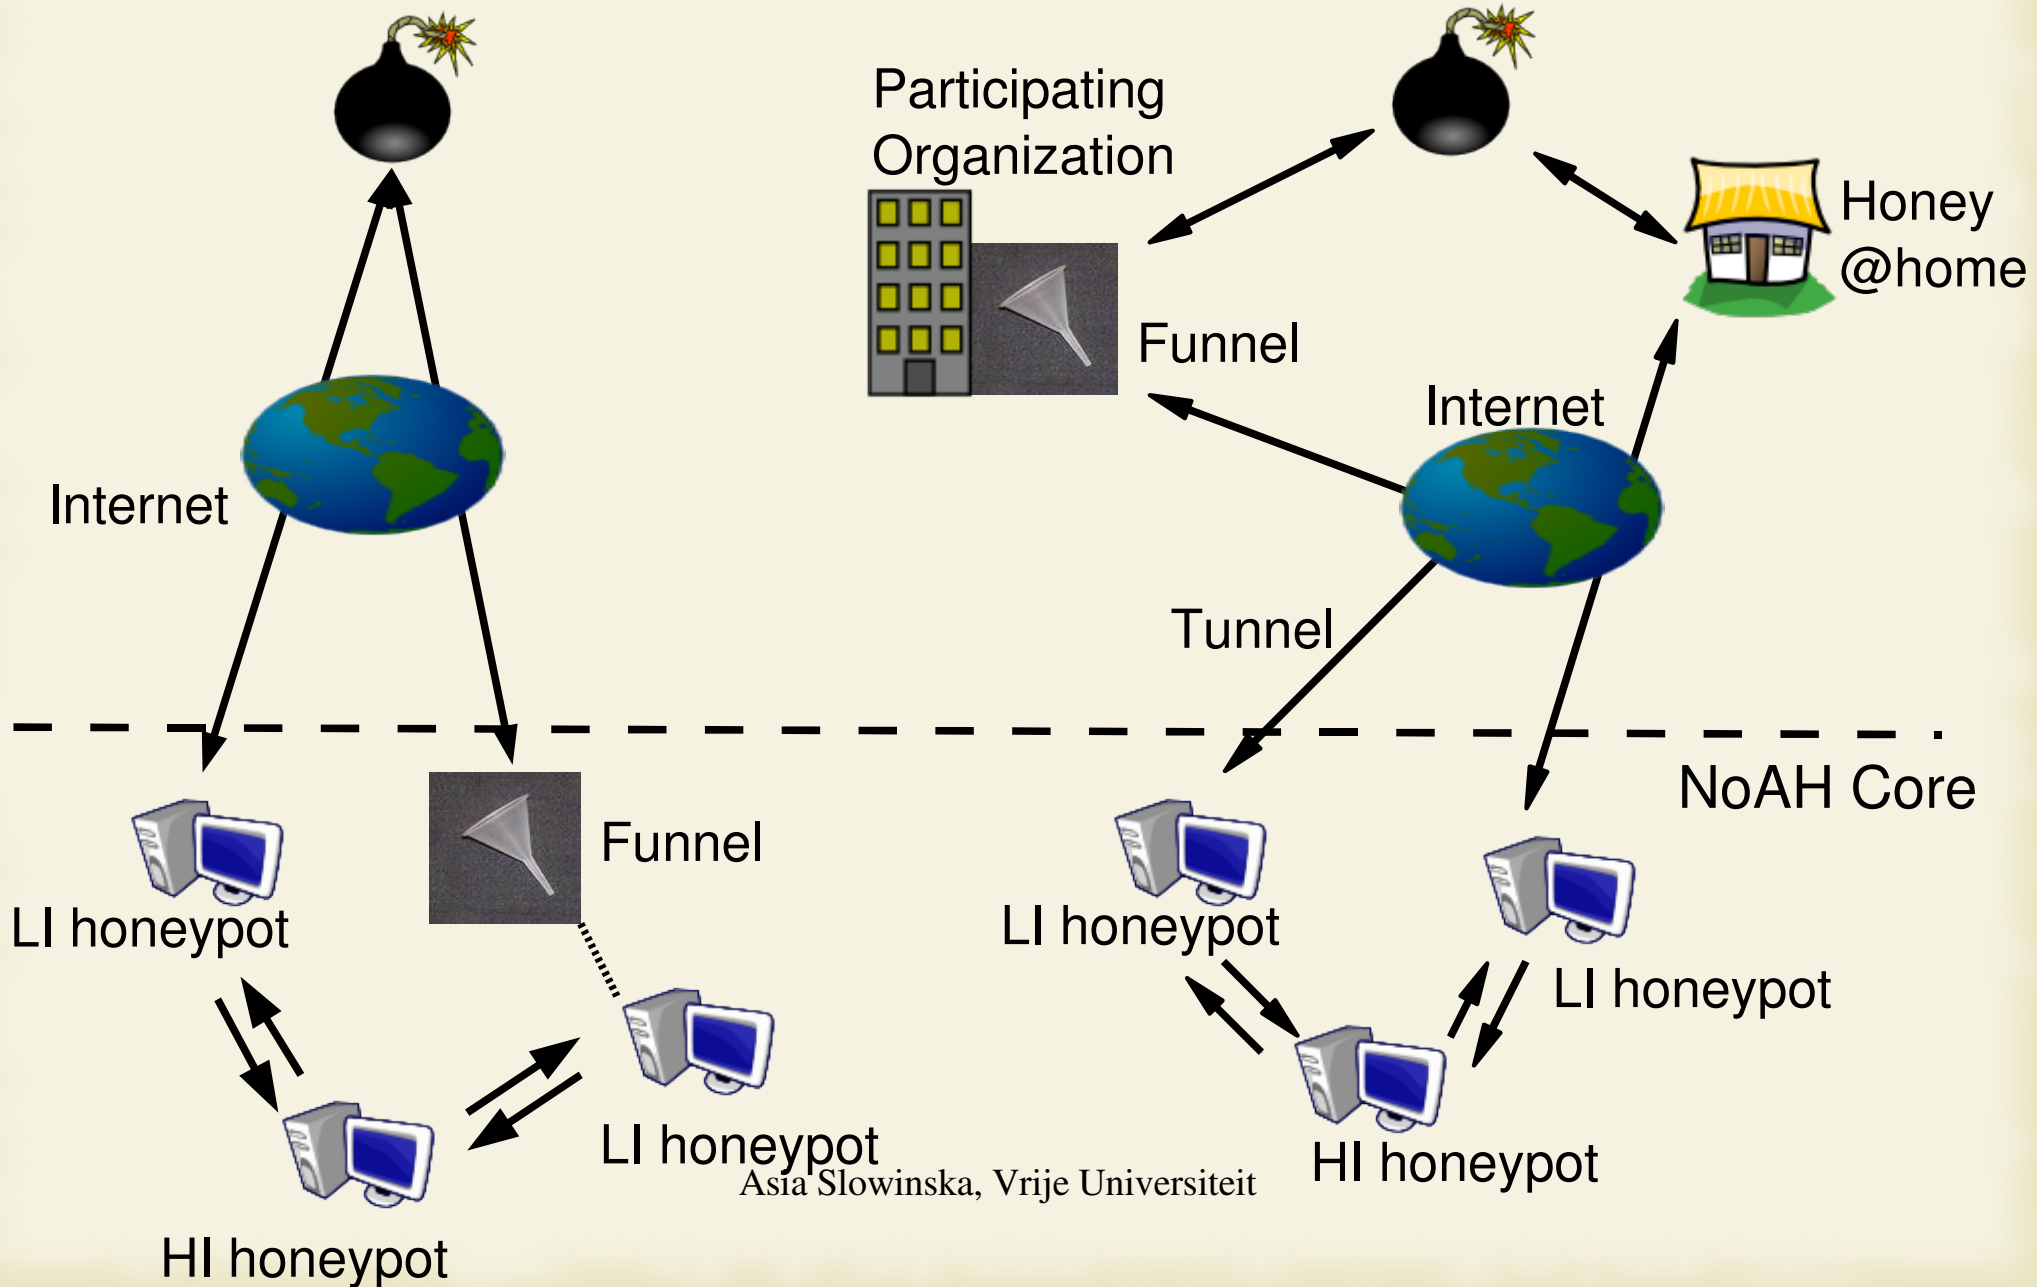 Participating
Organization
Honey
@home
Funnel
Internet
Internet
Tunnel
NoAH Core
Funnel
LI honeypot
LI honeypot
LI honeypot
LI honeypot
HI honeypot
Asia Slowinska, Vrije Universiteit
HI honeypot